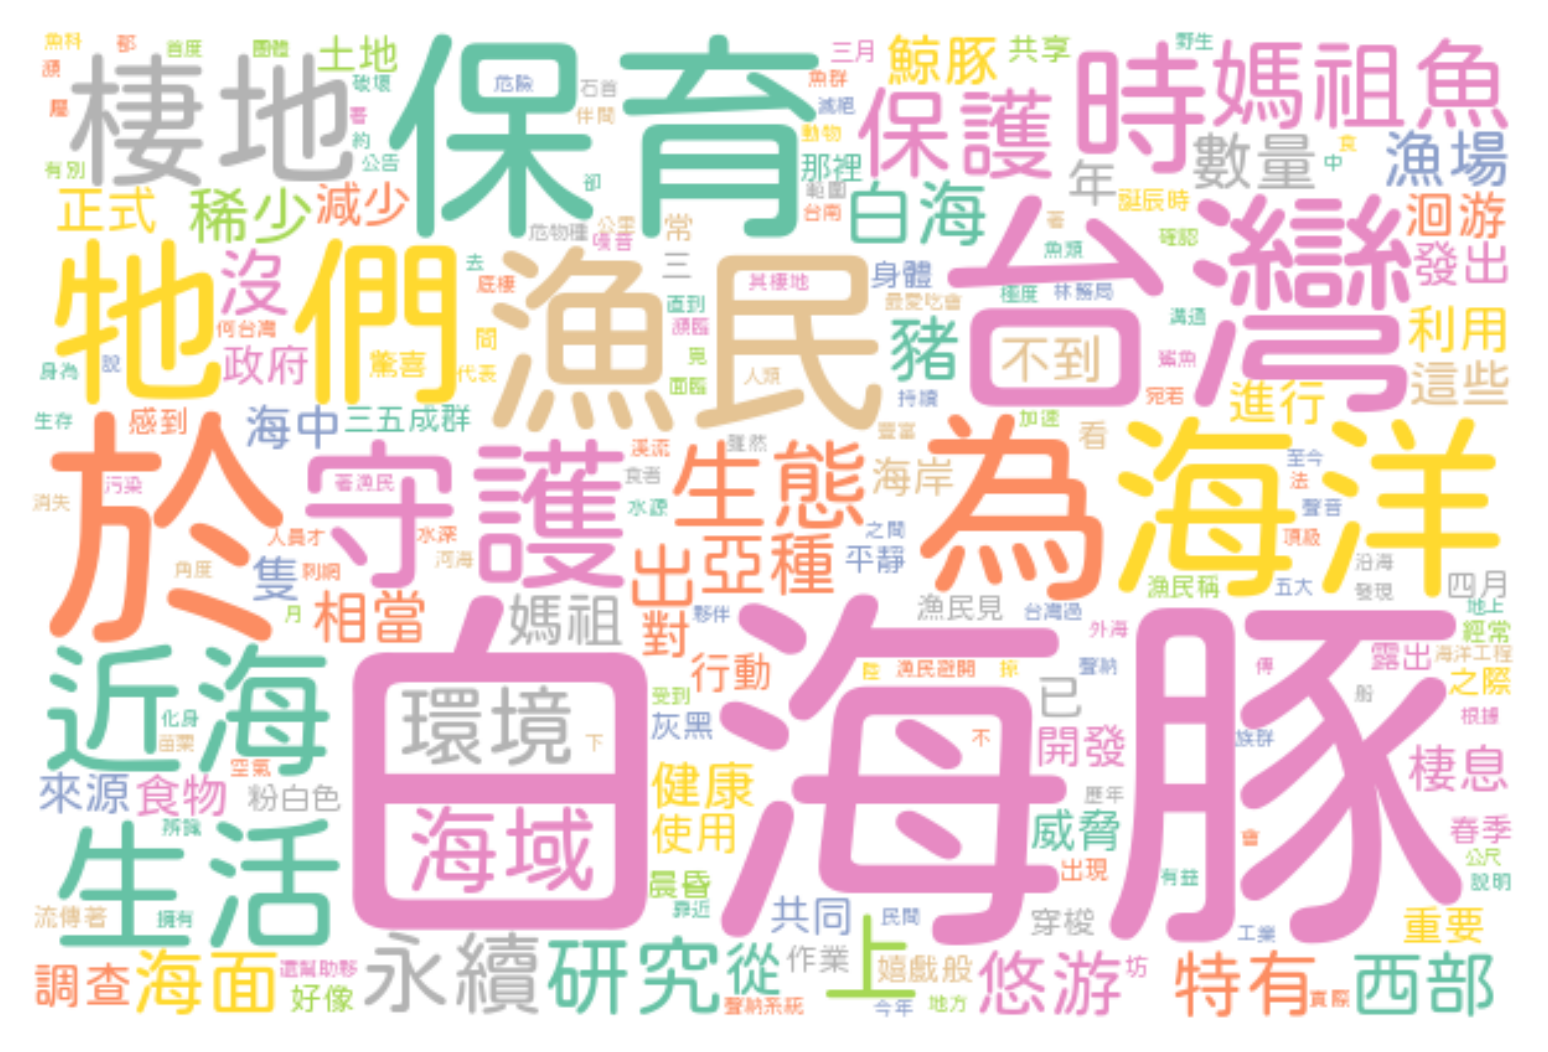 魚科 都 首度 團體 土地
瀕
棲地
破壞
屬 署
約
有別 公告
保育
危險 石首
伴間
卻
三月 鯨豚 共享 野生
魚群
滅絕
動物
保護
那裡
範圍
台南
時
媽祖魚
數量
中 食
漁場
年
誕辰時
洄游
正式 稀少 減少
白海
危物種 公里 常
噪音
三
台灣
著
魚類
確認
發出
牠們
沒
去
底棲
何台灣
身為 說
政府
驚喜
間
代表
漁民
其棲地
直到
瀕臨
覓
面臨
人類
身體
最愛吃會
豬
持續
極度 林務局
溝通
不到
鯊魚
宛若
利用
這些
進行
生存
感到 海中 三五成群
豐富
加速
看
於
污染
消失
守護
著漁民
人員才
角度 隻 刺網
水深
河海
月 相當
溪流
食者
水源
雖然
生態
海岸
之間
平靜
出 亞種
為
海洋
至今
法
聲音
頂級
沿海
漁民稱 五大 發現
四月
媽祖
對
夥伴
行動
漁民見 台灣過
外海
地上
經常
近海
化身
苗栗
空氣
來源 食物 粉白色
白海豚
環境
下
海域
受到
灰黑
健康
使用
陸 漁民避開 掠
聲納
不
已
開發
歷年
威脅
出現
傳
船
族群
會
露出 海洋工程
之際
根據
棲息
春季
公尺
說明
有益
生活
辨識
流傳著 擁有
晨昏
靠近
共同 民間
穿梭
工業
重要
調查 海面 還幫助夥
好像
永續 研究 從
聲納系統
作業 上
嬉戲般
今年 地方
悠游 坊
特有 實際
西部